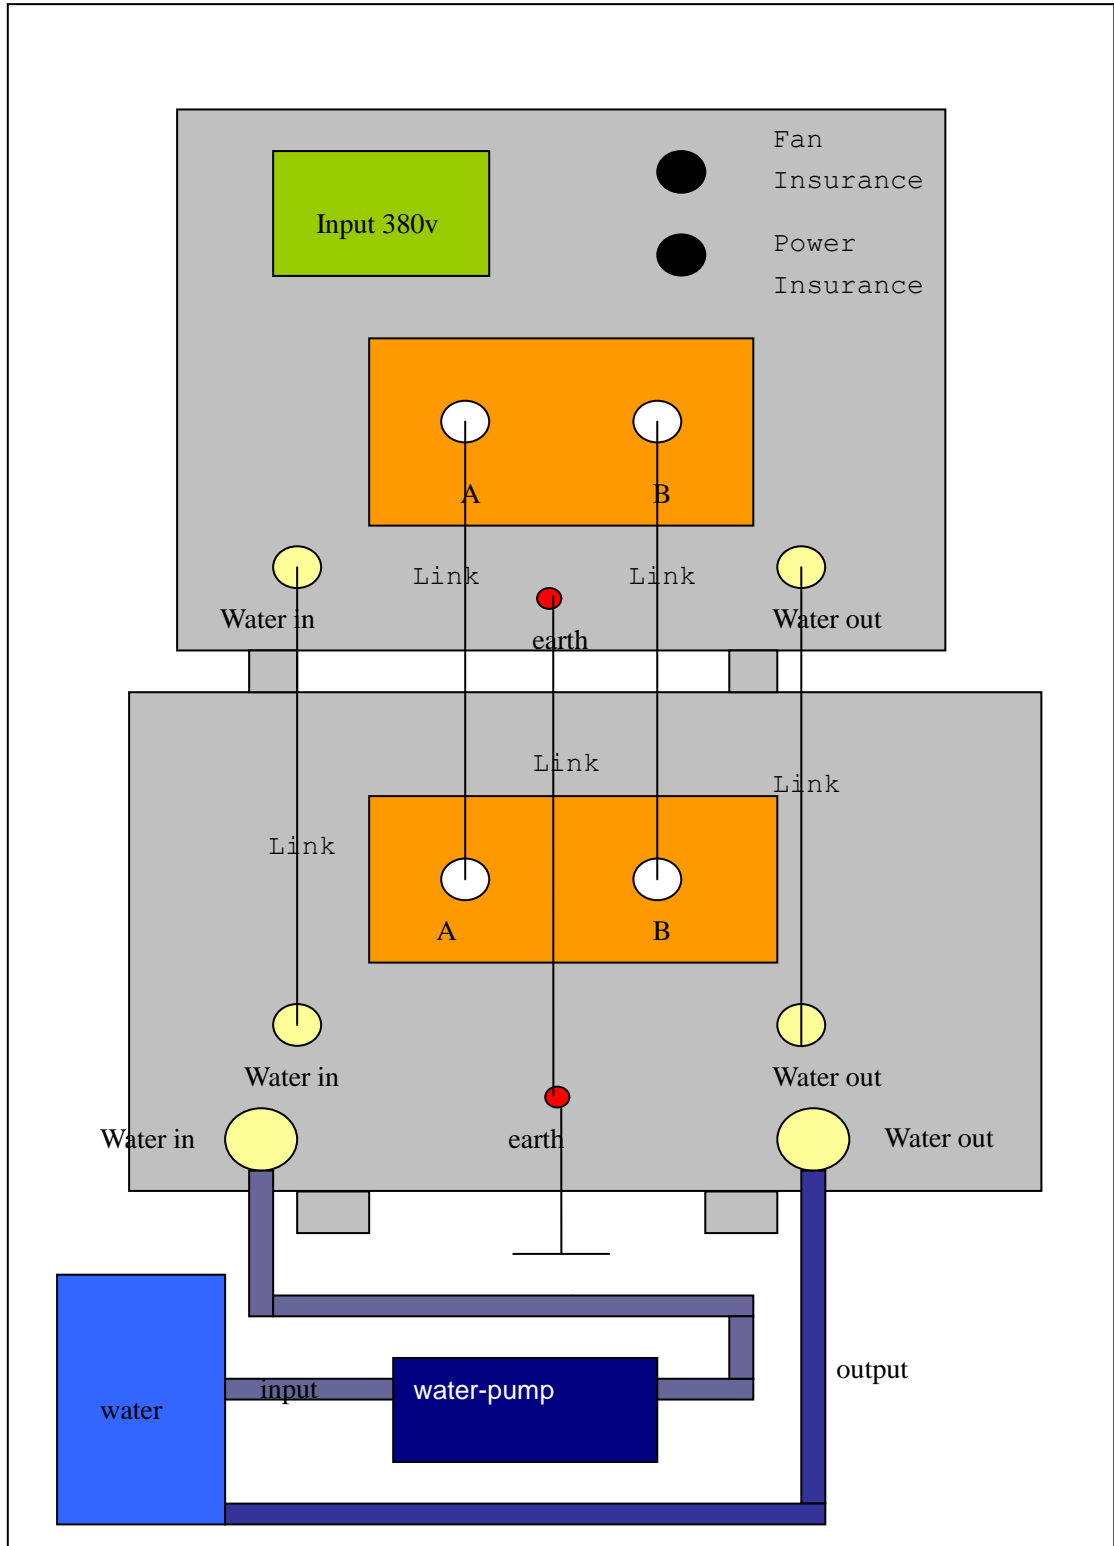 Fan
Insurance
Input 380v
Power
Insurance
A
B
Link
Link
Water in
earth
Water out
Link
Link
Link
A
B
Water in
Water out
Water in
earth
Water out
output
input
water-pump
water